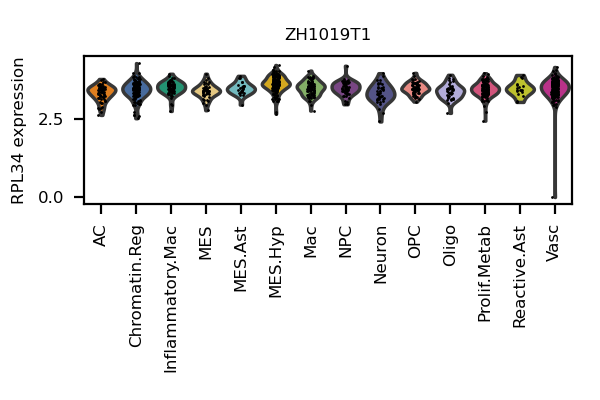 ZH1019T1
RPL34 expression
2.5
0.0
AC
Chromatin.Reg
Inflammatory.Mac
MES
MES.Ast
MES.Hyp
Mac
NPC
Neuron
OPC
Oligo
Prolif.Metab
Reactive.Ast
Vasc